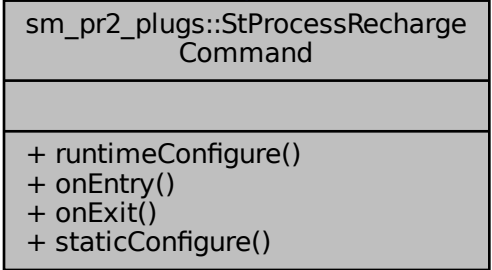 sm_pr2_plugs::StProcessRecharge
Command
+ runtimeConfigure()
+ onEntry()
+ onExit()
+ staticConfigure()